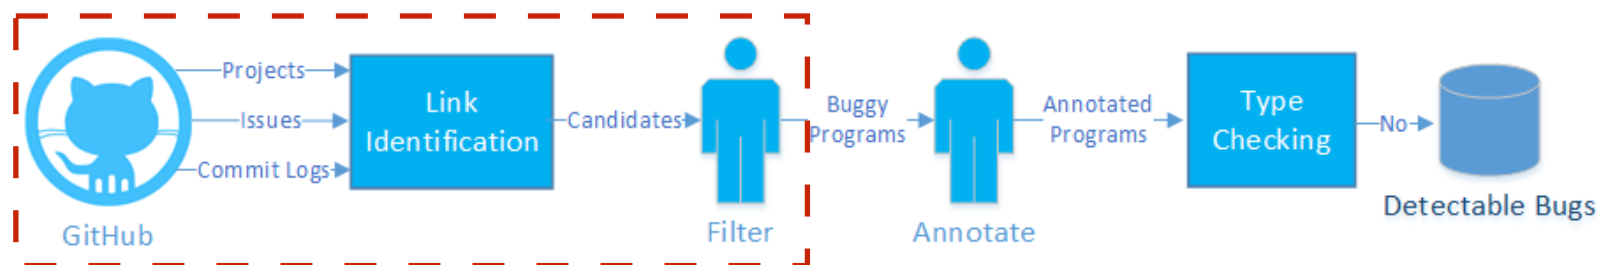 Projects
Issues
Commit Logs
GitHub
Link
Identification
Candidates
Filter
Buggy
Programs
Annotate
Annotated
Programs
Type
Checking
No
Detectable Bugs